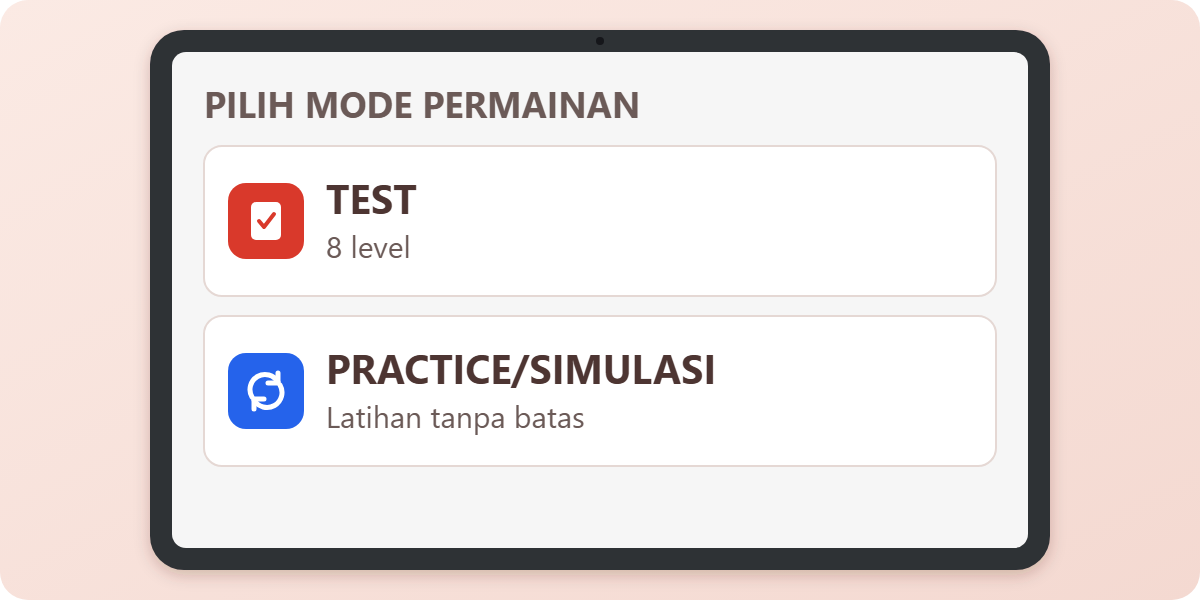 PILIH MODE PERMAINAN
TEST
8 level
PRACTICE/SIMULASI
Latihan tanpa batas